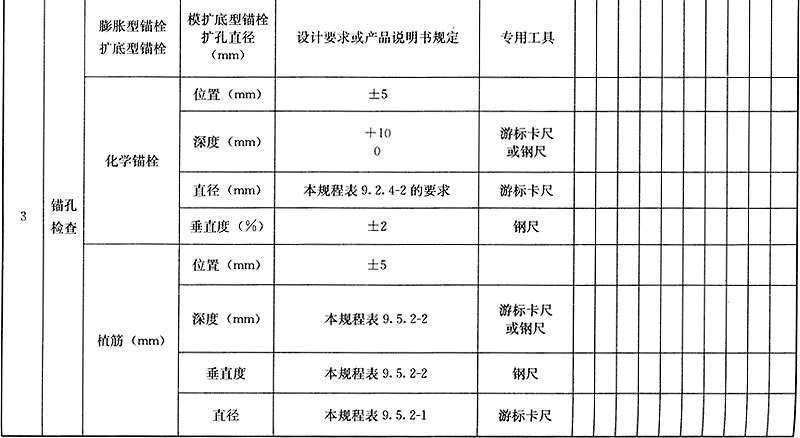 膨胀型锚栓
扩底型锚栓
模扩底型锚栓
扩孔直径
(mm)
设计要求或产品说明书规定
专用工具
3
锚孔
检查
化学锚栓
位置(mm)
±5
深度(mm)
+10
0
游标卡尺
或钢尺
直径(mm)
本规程表9.2.4-2的要求
游标卡尺
垂直度(%)
±2
钢尺
植筋(mm)
位置(mm)
±5
深度(mm)
本规程表9.5.2-2
游标卡尺
或钢尺
垂直度
本规程表9.5.2-2
钢尺
直径
本规程表9.5.2-1
游标卡尺